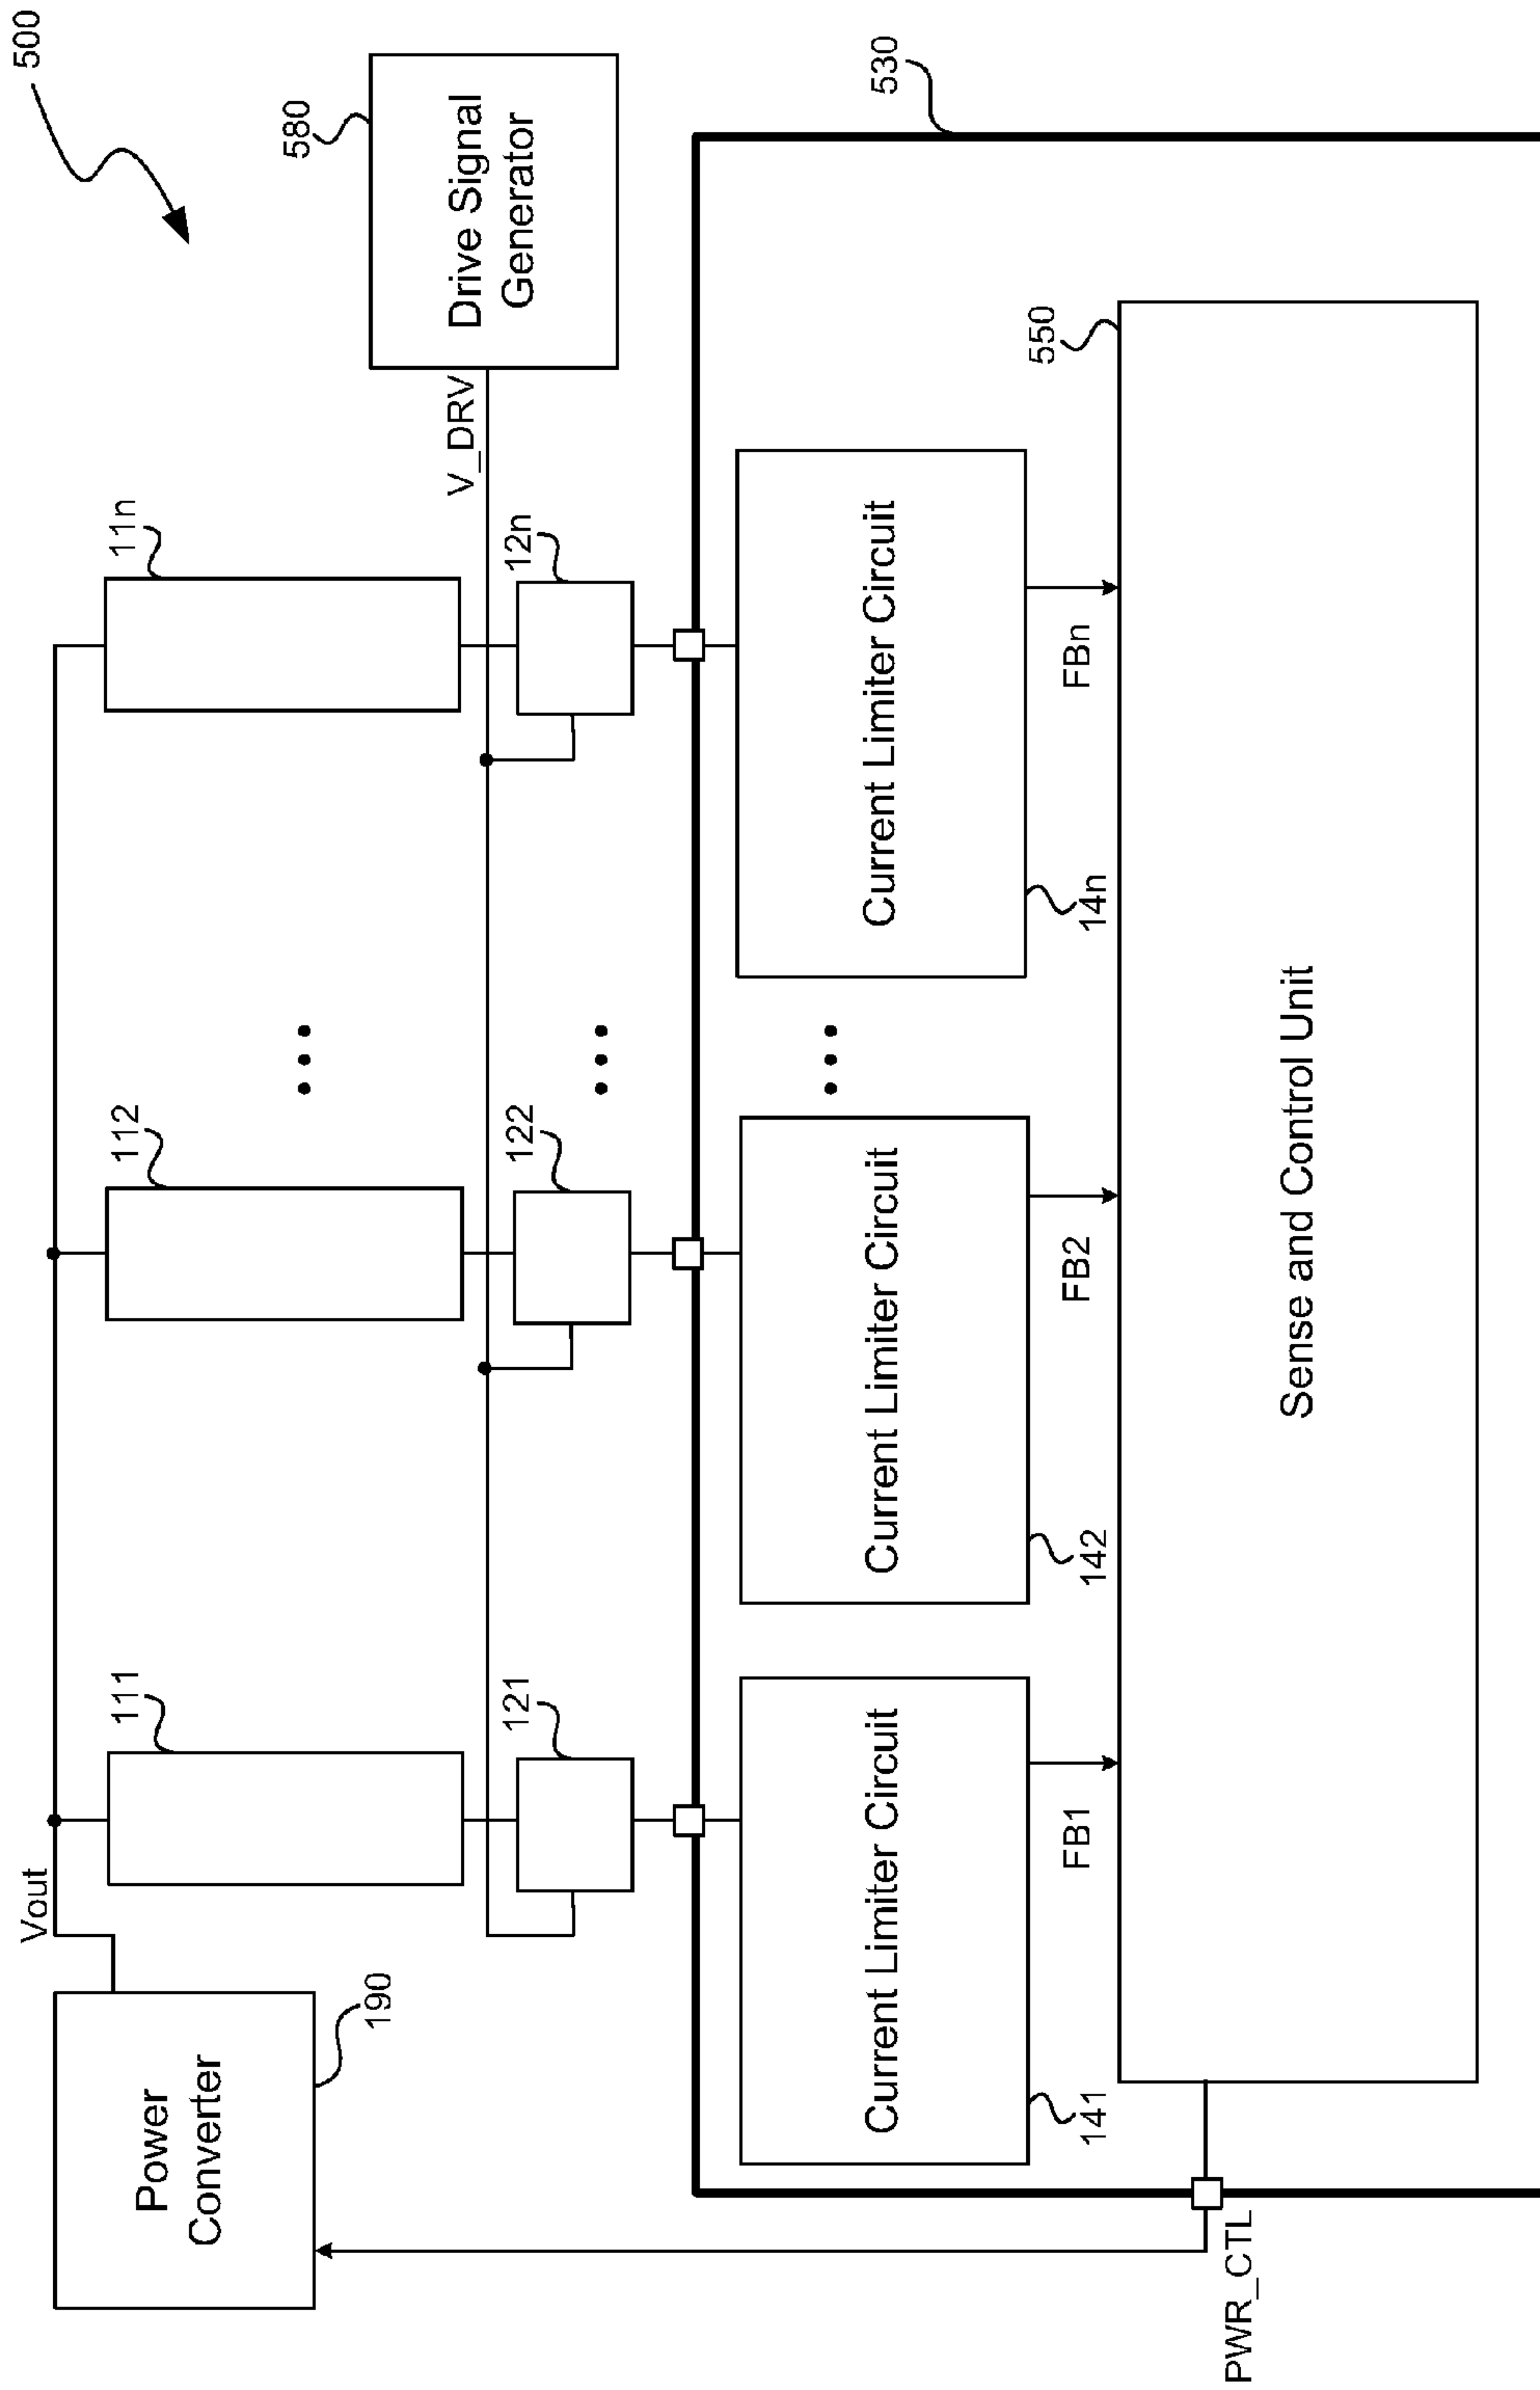 500
Vout
Power
Converter
190
111
112
11n
580
Drive Signal
Generator
V_DRV
121
122
12n
530
Current Limiter Circuit
Current Limiter Circuit
Current Limiter Circuit
141
142
14n
FB1
FB2
FBn
550
Sense and Control Unit
PWR_CTL